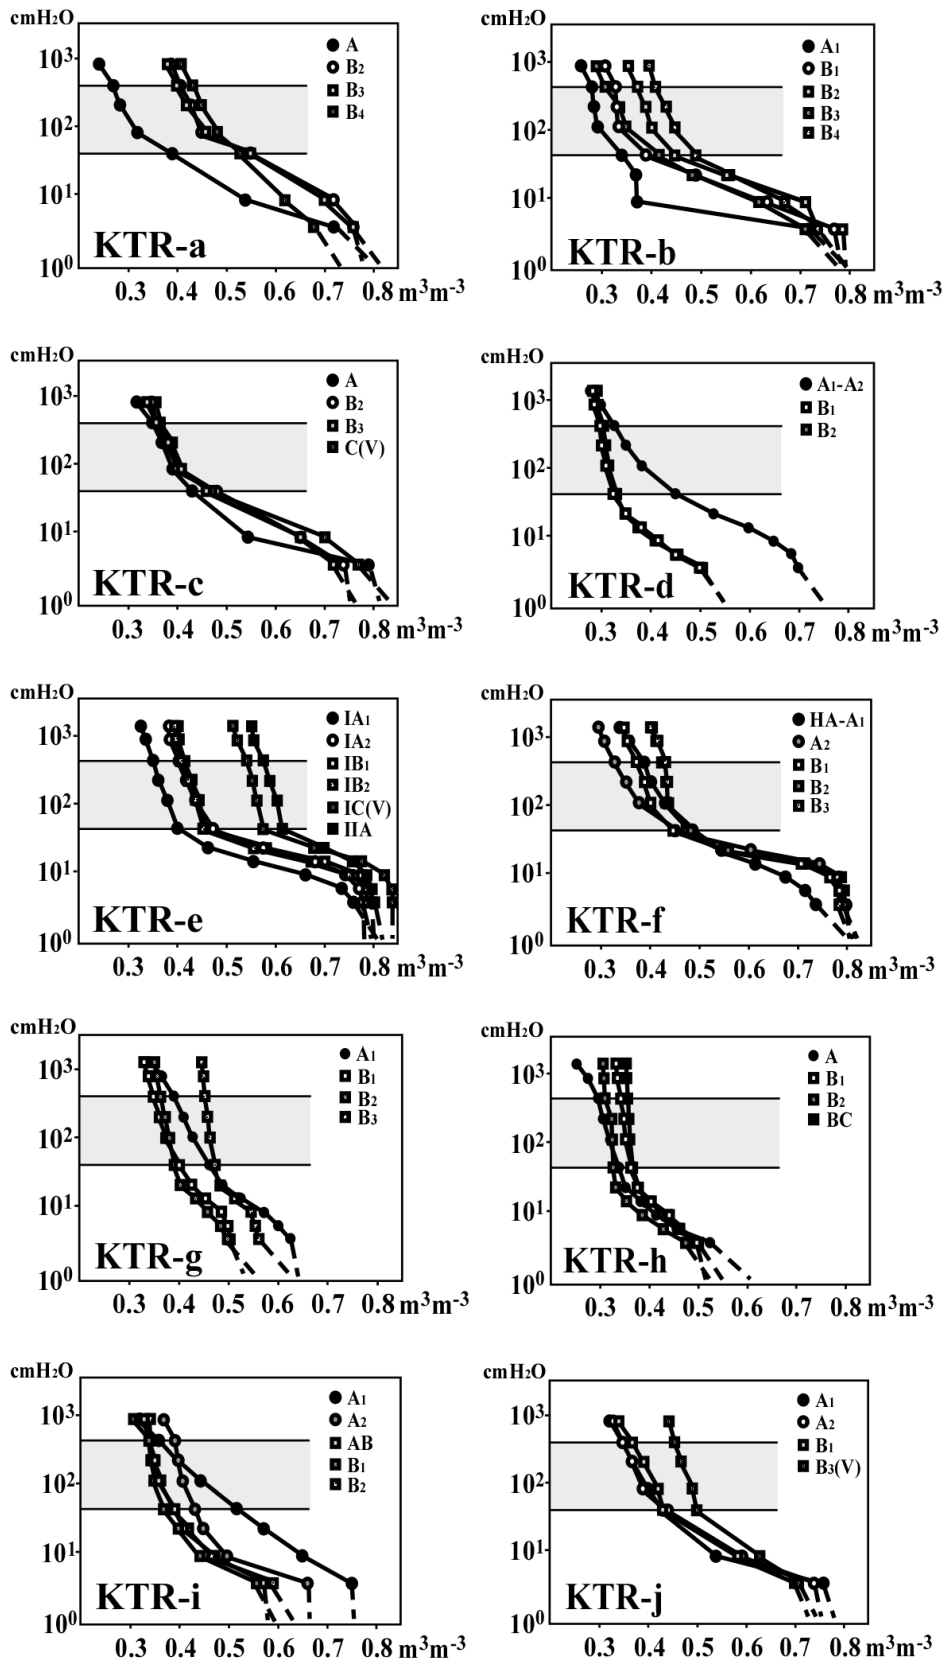 cmH₂O
10³
10²
10¹
10⁰
A
B₂
B₃
B₄
KTR-a
0.3 0.4 0.5 0.6 0.7 0.8 m³m⁻³
cmH₂O
10³
10²
10¹
10⁰
A₁
B₁
B₂
B₃
B₄
KTR-b
0.3 0.4 0.5 0.6 0.7 0.8 m³m⁻³
cmH₂O
10³
10²
10¹
10⁰
A
B₂
B₃
C(V)
KTR-c
0.3 0.4 0.5 0.6 0.7 0.8 m³m⁻³
cmH₂O
10³
10²
10¹
10⁰
A₁-A₂
B₁
B₂
KTR-d
0.3 0.4 0.5 0.6 0.7 0.8 m³m⁻³
cmH₂O
10³
10²
10¹
10⁰
IA₁
IA₂
IB₁
IB₂
IC(V)
IIA
KTR-e
0.3 0.4 0.5 0.6 0.7 0.8 m³m⁻³
cmH₂O
10³
10²
10¹
10⁰
HA-A₁
A₂
B₁
B₂
B₃
KTR-f
0.3 0.4 0.5 0.6 0.7 0.8 m³m⁻³
cmH₂O
10³
10²
10¹
10⁰
A₁
B₁
B₂
B₃
KTR-g
0.3 0.4 0.5 0.6 0.7 0.8 m³m⁻³
cmH₂O
10³
10²
10¹
10⁰
A
B₁
B₂
BC
KTR-h
0.3 0.4 0.5 0.6 0.7 0.8 m³m⁻³
cmH₂O
10³
10²
10¹
10⁰
A₁
A₂
AB
B₁
B₂
KTR-i
0.3 0.4 0.5 0.6 0.7 0.8 m³m⁻³
cmH₂O
10³
10²
10¹
10⁰
A₁
A₂
B₁
B₃(V)
KTR-j
0.3 0.4 0.5 0.6 0.7 0.8 m³m⁻³